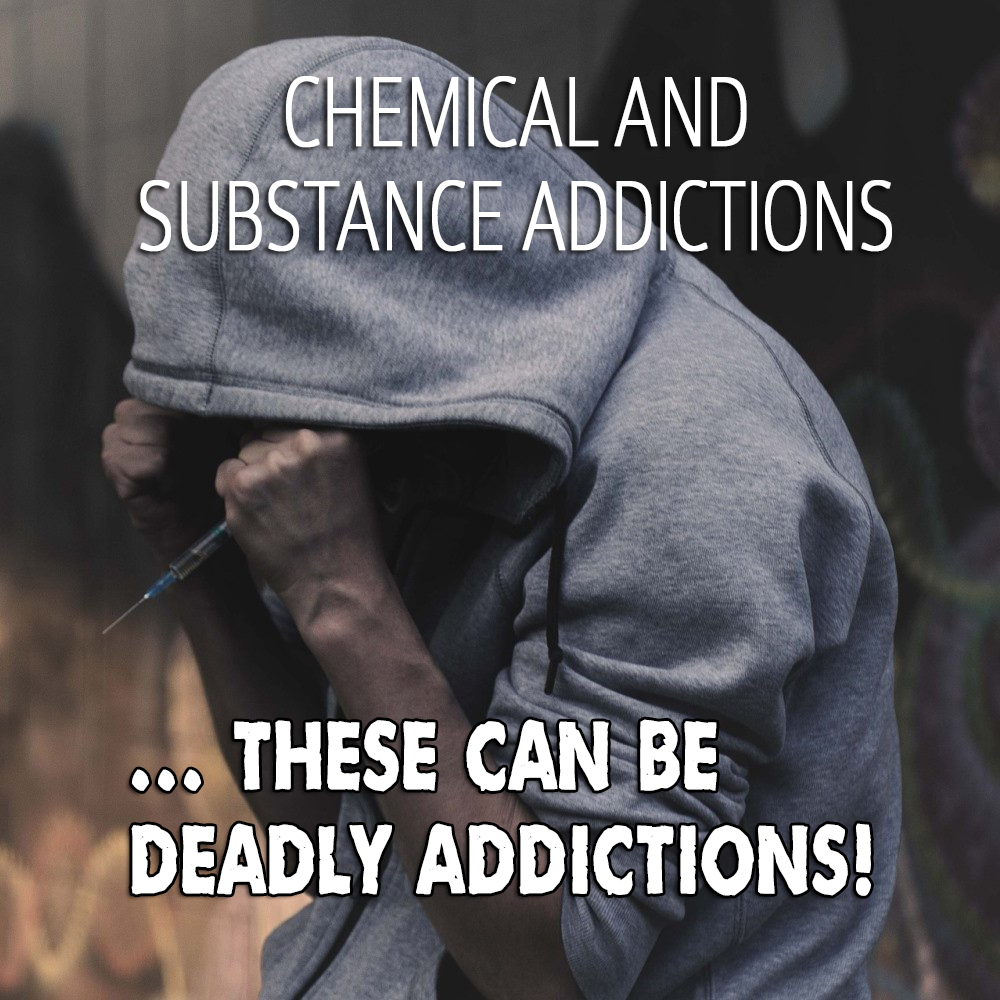 CHEMICAL AND
SUBSTANCE ADDICTIONS
... THESE CAN BE
DEADLY ADDICTIONS!